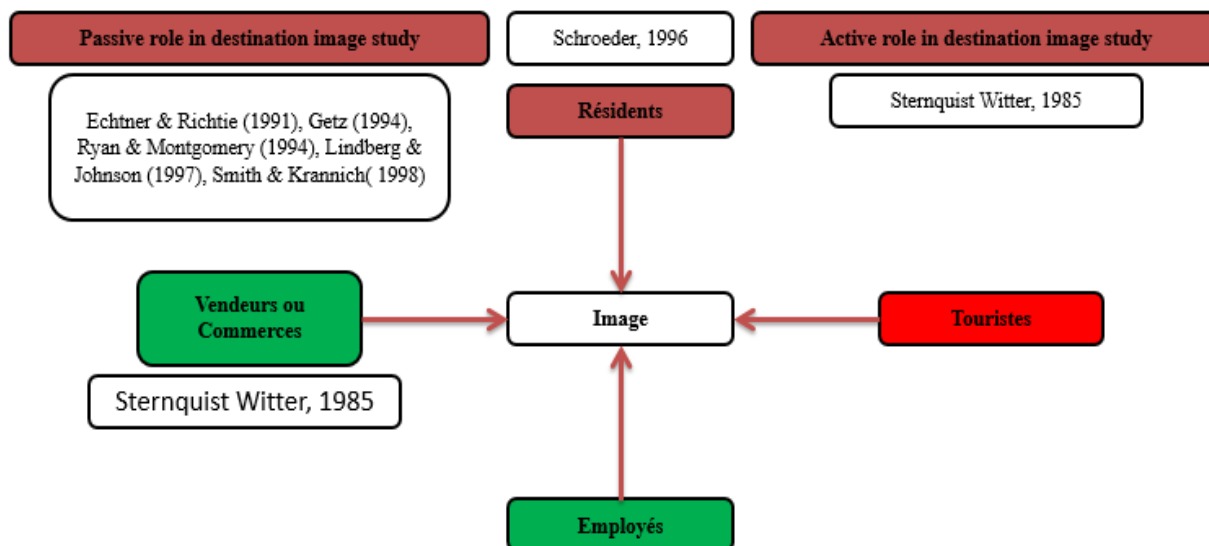 Passive role in destination image study
Schroeder, 1996
Active role in destination image study
Echtner & Richtie (1991), Getz (1994),
Ryan & Montgomery (1994), Lindberg &
Johnson (1997), Smith & Krannich( 1998)
Résidents
Sternquist Witter, 1985
Vendeurs ou
Commerces
Image
Touristes
Sternquist Witter, 1985
Employés